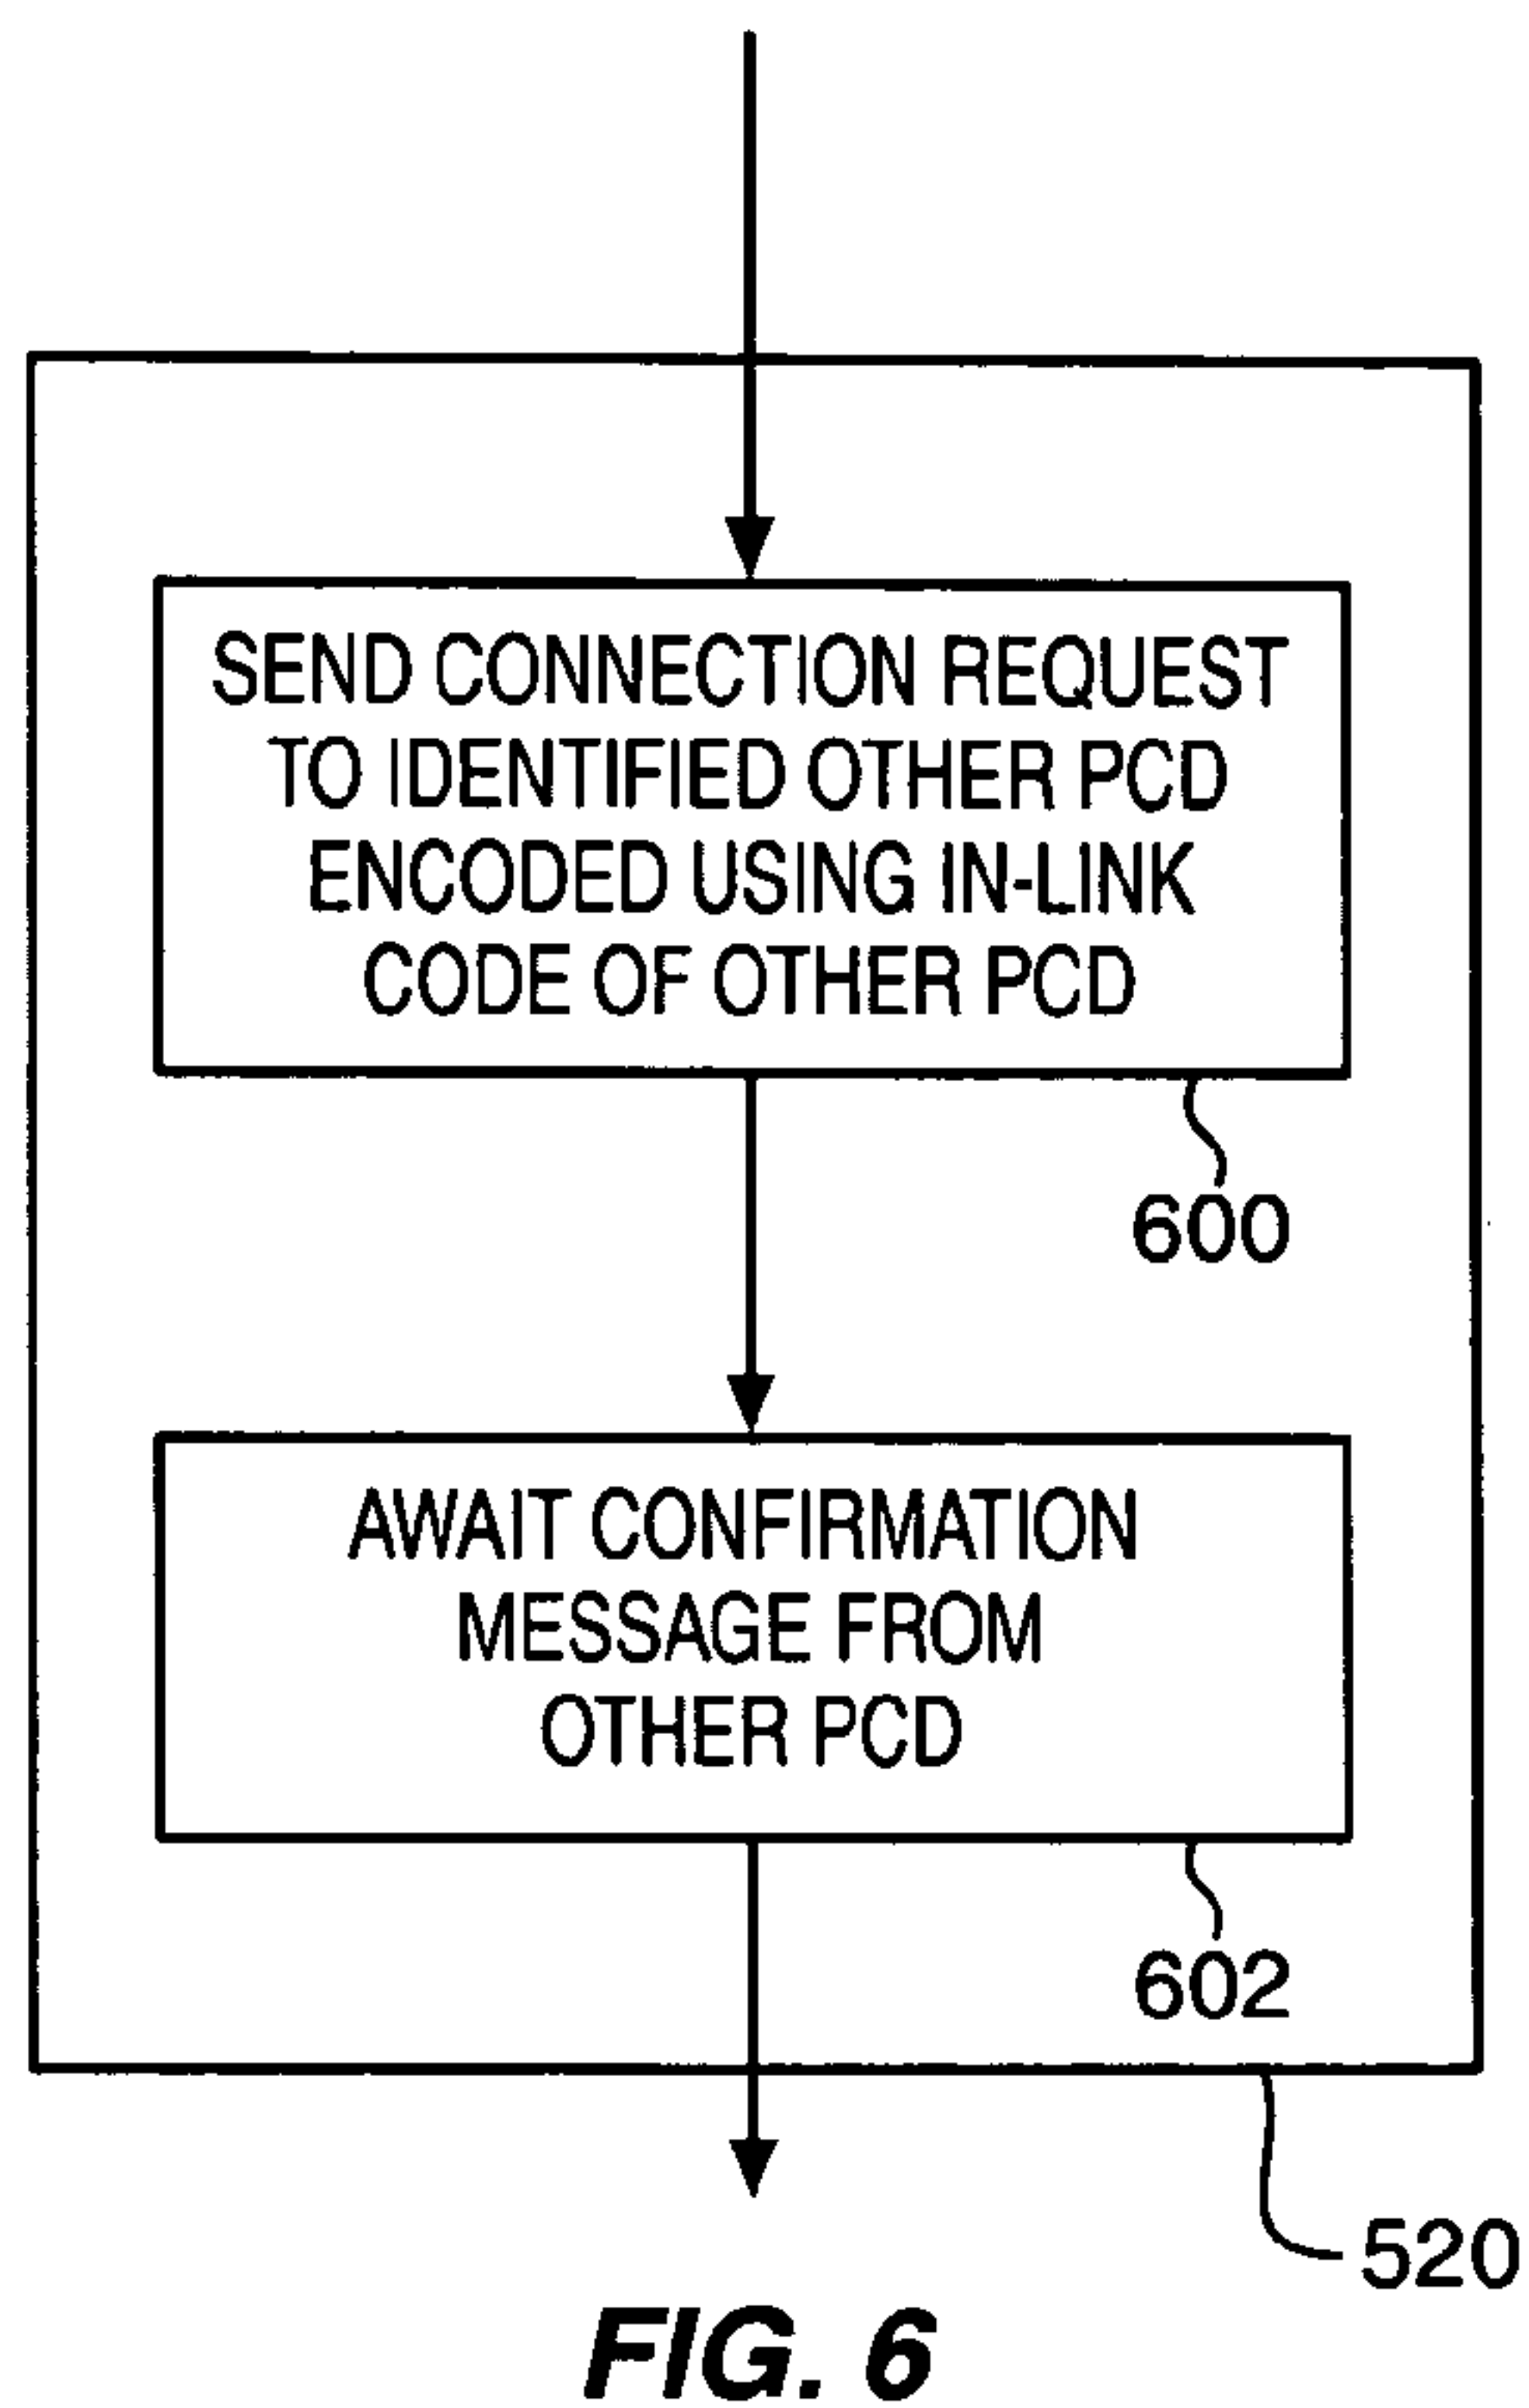 SEND CONNECTION REQUEST
TO IDENTIFIED OTHER PCD
ENCODED USING IN-LINK
CODE OF OTHER PCD
600
AWAIT CONFIRMATION
MESSAGE FROM
OTHER PCD
602
520
FIG. 6